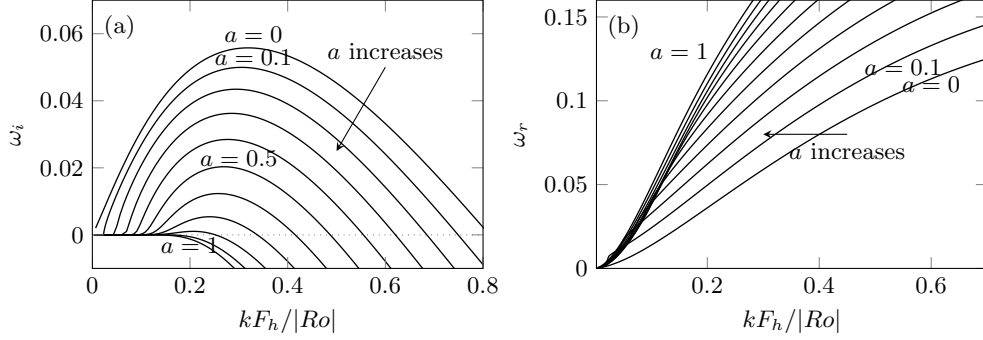 (a)
0.06
0.04
0.02
0
ω_i
a = 0
a = 0.1
a increases
a = 0.5
a = 1
0 0.2 0.4 0.6 0.8
kF_h/|Ro|
(b)
0.15
0.1
0.05
0
ω_r
a = 1
a = 0.1
a = 0
a increases
0.2 0.4 0.6
kF_h/|Ro|